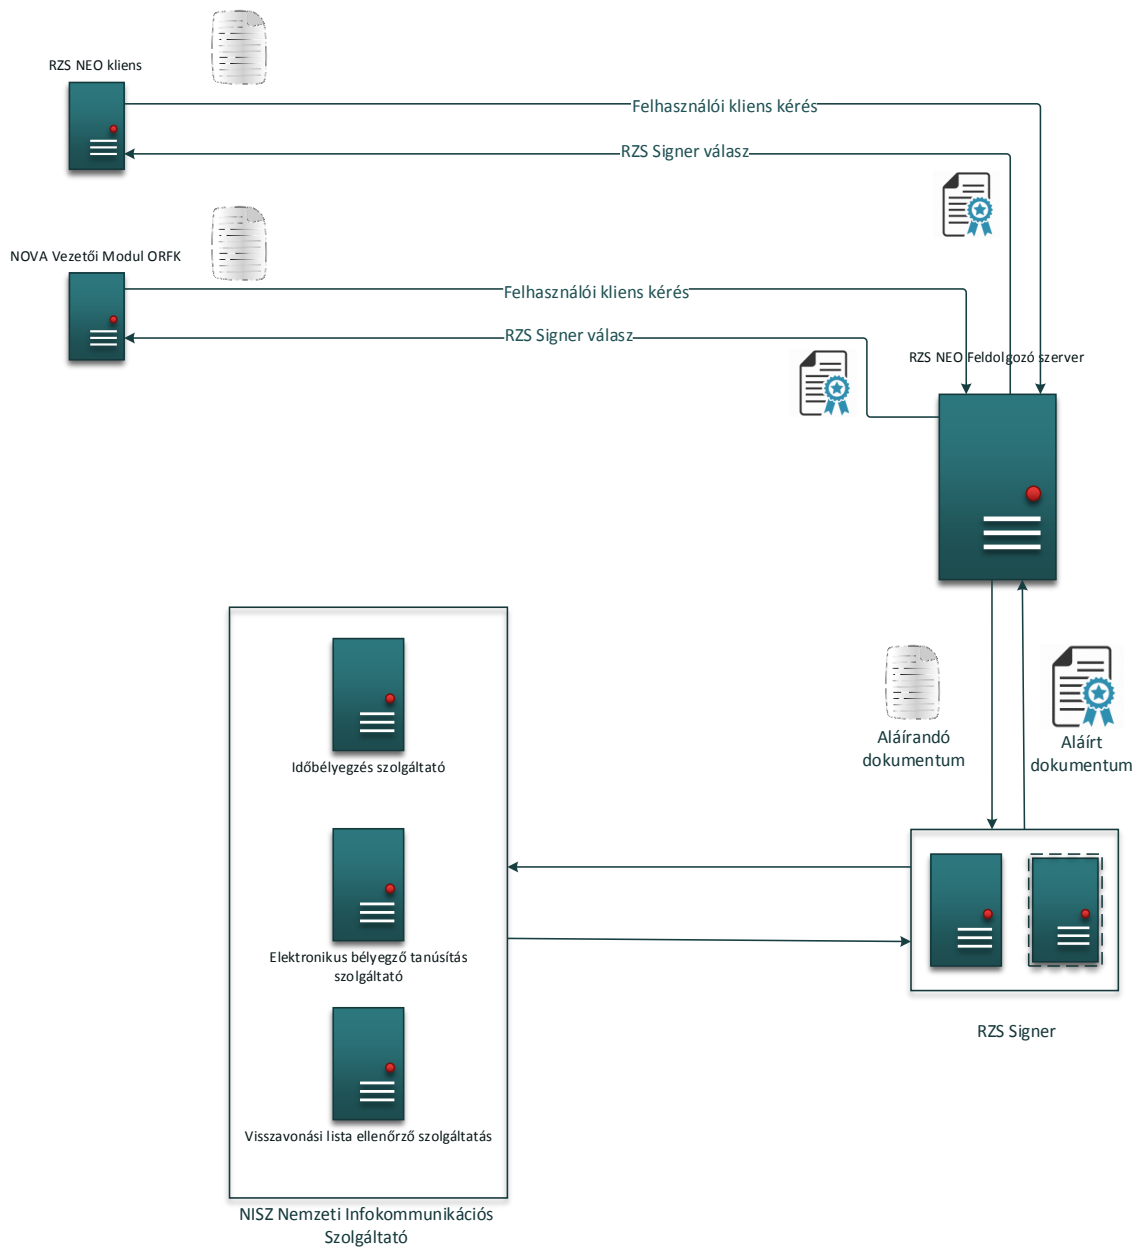 RZS NEO kliens
Felhasználói kliens kérés
RZS Signer válasz
NOVA Vezetői Modul ORFK
Felhasználói kliens kérés
RZS Signer válasz
RZS NEO Feldolgozó szerver
Aláírandó
dokumentum
Aláírt
dokumentum
Időbélyegzés szolgáltató
Elektronikus bélyegző tanúsítás
szolgáltató
Visszavonási lista ellenőrző szolgáltatás
RZS Signer
NISZ Nemzeti Infokommunikációs
Szolgáltató